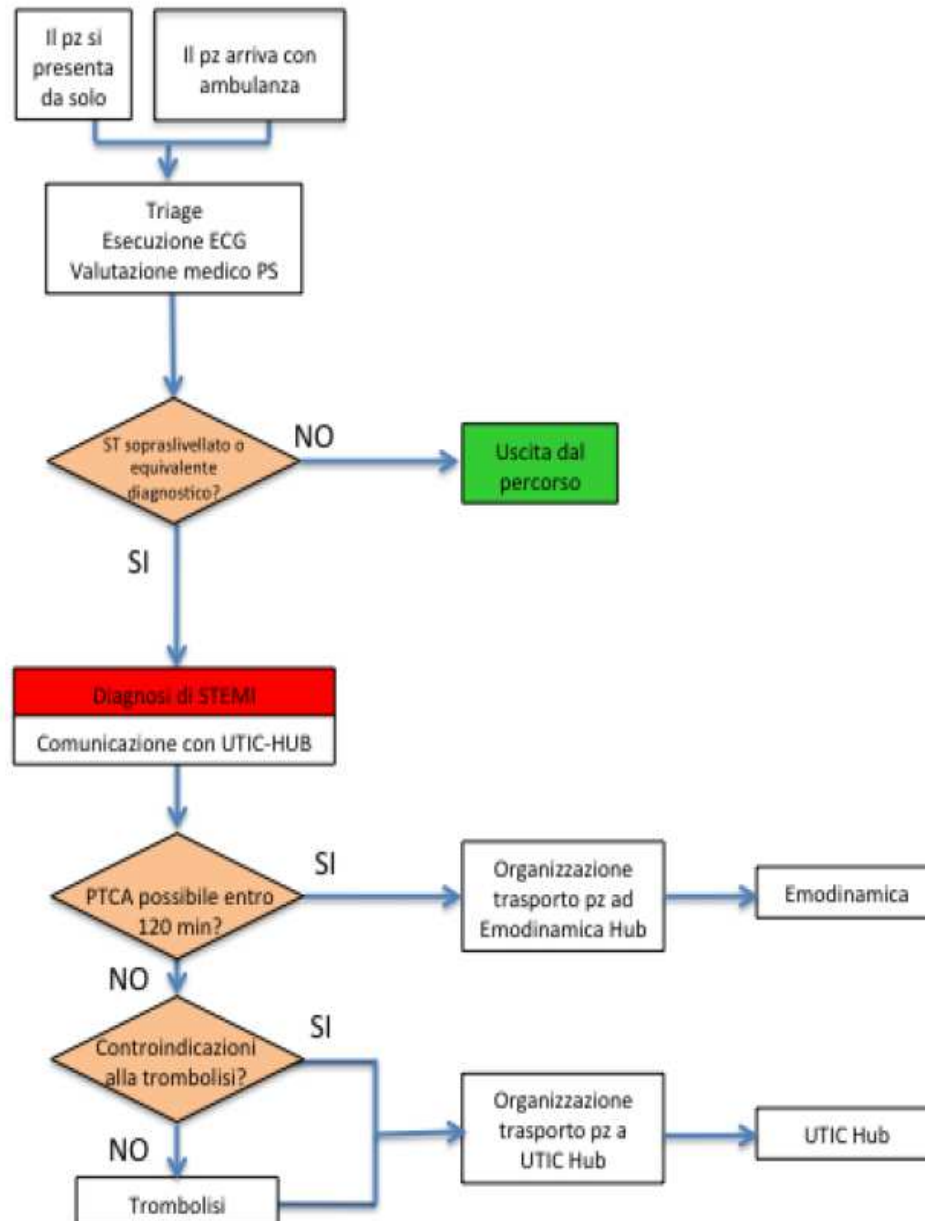 Il pz si
presenta
da solo
Il pz arriva con
ambulanza
Triage
Esecuzione ECG
Valutazione medico PS
ST sopraslivellato o
equivalente
diagnostico?
NO
Uscita dal
percorso
SI
Diagnosi di STEMI
Comunicazione con UTIC-HUB
PTCA possibile entro
120 min?
SI
Organizzazione
trasporto pz ad
Emodinamica Hub
Emodinamica
NO
Controindicazioni
alla trombolisi?
SI
Organizzazione
trasporto pz a
UTIC Hub
UTIC Hub
NO
Trombolisi